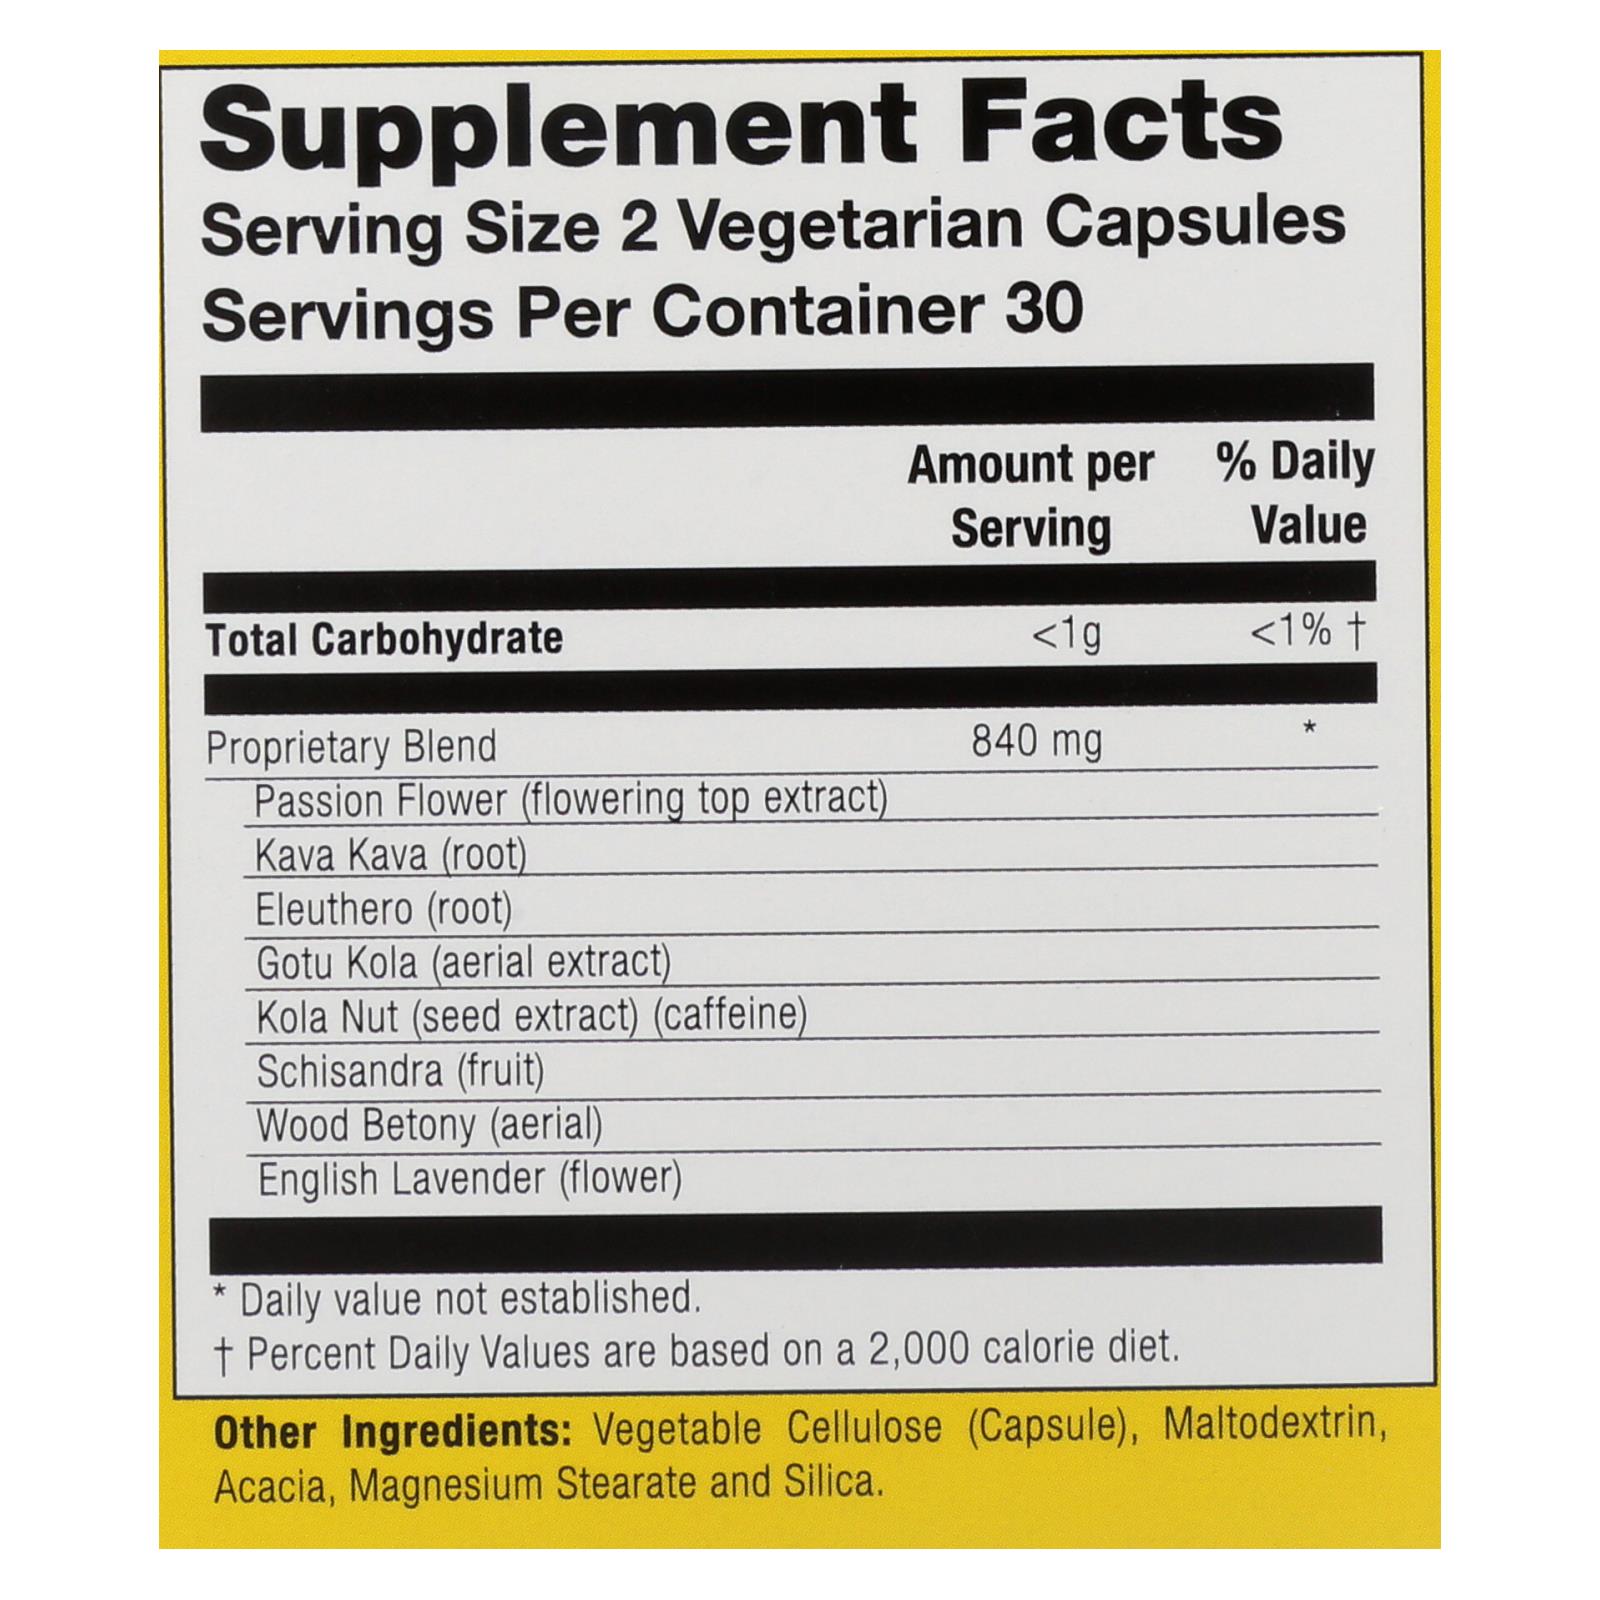 Supplement Facts
Serving Size 2 Vegetarian Capsules
Servings Per Container 30
Amount per % Daily
Serving Value
Total Carbohydrate <1g <1% †
Proprietary Blend 840 mg *
Passion Flower (flowering top extract)
Kava Kava (root)
Eleuthero (root)
Gotu Kola (aerial extract)
Kola Nut (seed extract) (caffeine)
Schisandra (fruit)
Wood Betony (aerial)
English Lavender (flower)
* Daily value not established.
† Percent Daily Values are based on a 2,000 calorie diet.
Other Ingredients: Vegetable Cellulose (Capsule), Maltodextrin,
Acacia, Magnesium Stearate and Silica.